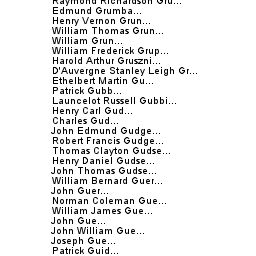 Raymond Richardson Gru...
Edmund Grumba...
Henry Vernon Grun...
William Thomas Grun...
William Grun...
William Frederick Grup...
Harold Arthur Gruszni...
D'Auvergne Stanley Leigh Gr...
Ethelbert Martin Gu...
Patrick Gubb...
Launcelot Russell Gubbi...
Henry Carl Gud...
Charles Gud...
John Edmund Gudge...
Robert Francis Gudge...
Thomas Clayton Gudse...
Henry Daniel Gudse...
John Thomas Gudse...
William Bernard Guer...
John Guer...
Norman Coleman Gue...
William James Gue...
John Gue...
John William Gue...
Joseph Gue...
Patrick Guid...